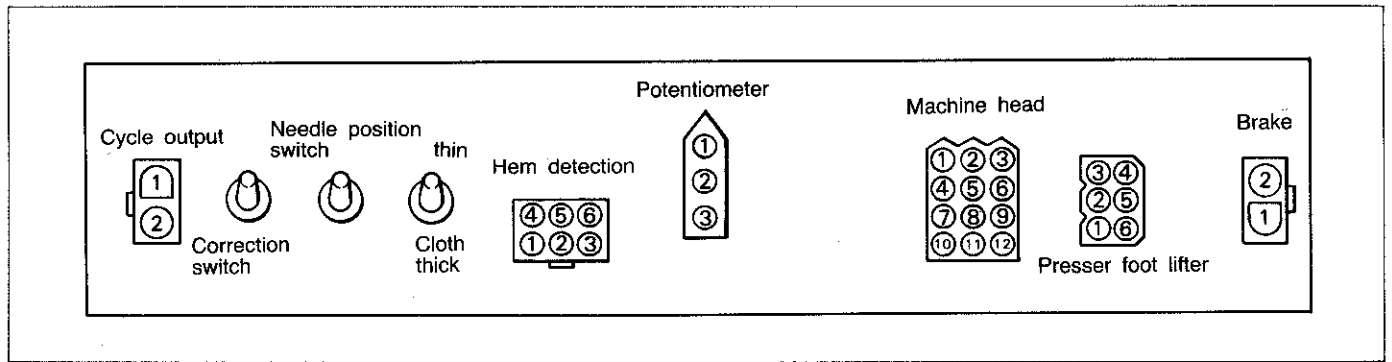 Cycle output
1
2
Correction
switch
Needle position
switch
thin
Cloth
thick
Hem detection
4 5 6
1 2 3
Potentiometer
1
2
3
Machine head
1 2 3
4 5 6
7 8 9
10 11 12
3 4
2 5
1 6
Presser foot lifter
Brake
2
1